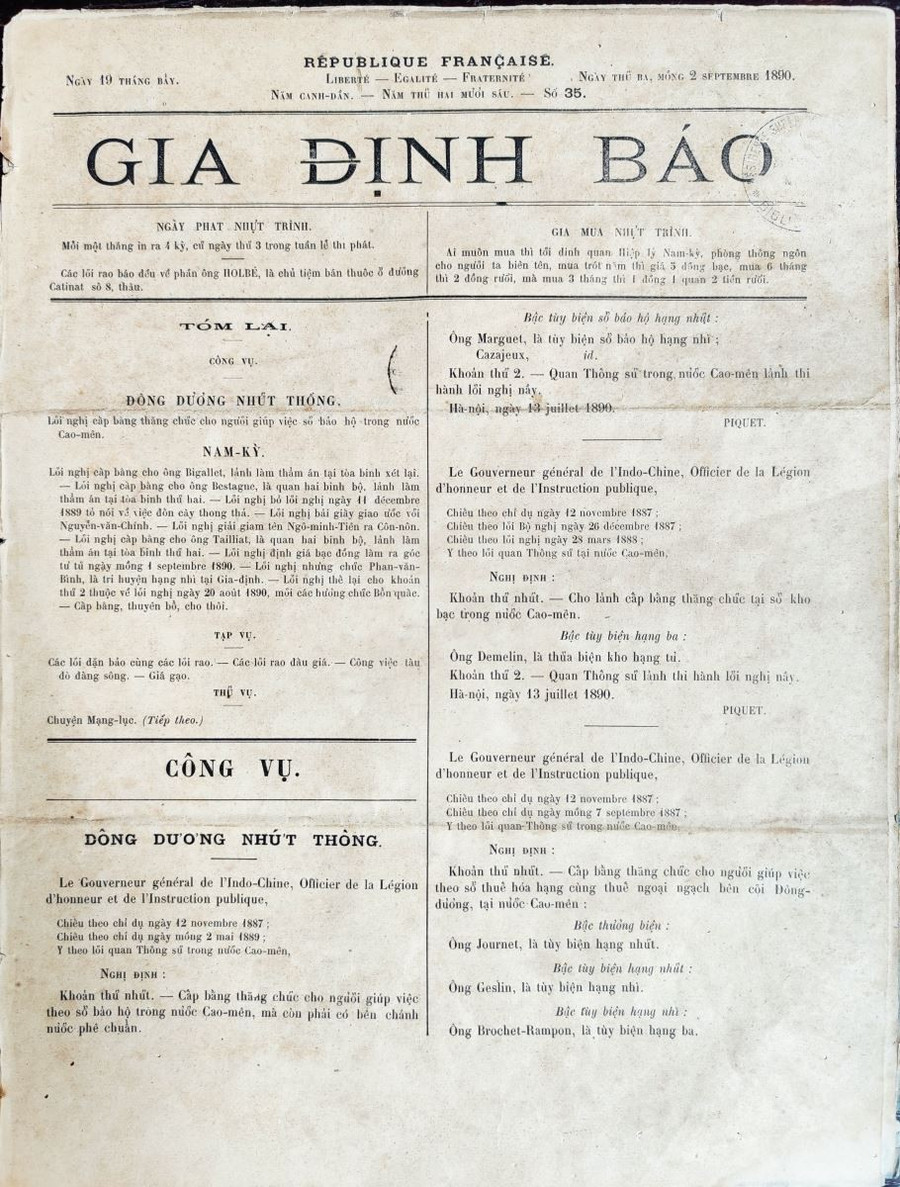 RÉPUBLIQUE FRANÇAISE.
NGÀY 19 THÁNG BẢY.
LIBERTÉ — EGALITÉ — FRATERNITÉ
NGÀY THỨ BA, MỒNG 2 SEPTEMBRE 1890.
NĂM CANH-DẦN. — NĂM THỨ HAI MƯƠI SÁU. — SỐ 35.
GIA ĐỊNH BÁO
NGÀY PHÁT NHỰT TRÌNH.
Mỗi một tháng in ra 4 kỳ, cứ ngày thứ 3 trong tuần lễ thì phát.
Các lời rao bảo đều về phần ông HOLBÉ, là chủ tiệm bán thuốc ở đường
Catinat số 8, thâu.
GIÁ MUA NHỰT TRÌNH.
Ai muốn mua thì tới dinh quan Hiệp lý Nam-kỳ, phòng thông ngôn
cho người ta biên tên, mua trót năm thì giá 5 đồng bạc, mua 6 tháng
thì 2 đồng rưỡi, mà mua 3 tháng thì 1 đồng 1 quan 2 tiền rưỡi.
TÓM LẠI.
CÔNG VỤ.
ĐÔNG DƯƠNG NHỨT THỐNG.
Lời nghị cấp bằng thăng chức cho người giúp việc sở bảo hộ trong nước
Cao-mên.
NAM-KỲ.
Lời nghị cấp bằng cho ông Bigallet, lãnh làm thẩm án tại tòa bình xét lại.
— Lời nghị cấp bằng cho ông Bestague, là quan hai binh bộ, lãnh làm
thẩm án tại tòa binh thứ hai. — Lời nghị bỏ lời nghị ngày 11 décembre
1889 tỏ nói về việc đồn cây thong thả. — Lời nghị bãi giây giao ước với
Nguyễn-văn-Chính. — Lời nghị giải giam tên Ngô-minh-Tiên ra Côn-nôn.
— Lời nghị cấp bằng cho ông Tailliat, là quan hai binh bộ, lãnh làm
thẩm án tại tòa binh thứ hai. — Lời nghị định giá bạc đồng làm ra góc
tư từ ngày mồng 1 septembre 1890. — Lời nghị nhưng chức Phan-văn-
Bình, là tri huyện hạng nhì tại Gia-định. — Lời nghị thế lại cho khoản
thứ 2 thuộc về lời nghị ngày 20 août 1890, mỗi các hương chức Bổn quốc.
— Cấp bằng, thuyên bổ, cho thôi.
TẠP VỤ.
Các lời dặn bảo cùng các lời rao. — Các lời rao đấu giá. — Công việc tàu
đò đàng sông. — Giá gạo.
THỨ VỤ.
Chuyện Mạng-lục. (Tiếp theo.)
CÔNG VỤ.
ĐÔNG DƯƠNG NHỨT THỐNG.
Le Gouverneur général de l'Indo-Chine, Officier de la Légion
d'honneur et de l'Instruction publique,
Chiếu theo chỉ dụ ngày 12 novembre 1887 ;
Chiếu theo chỉ dụ ngày mồng 2 mai 1889 ;
Y theo lời quan Thông sứ trong nước Cao-mên,
NGHỊ ĐỊNH :
Khoản thứ nhứt. — Cấp bằng thăng chức cho người giúp việc
theo sở bảo hộ trong nước Cao-mên, mà còn phải có bên chánh
nước phê chuẩn.
Bậc tùy biện sở bảo hộ hạng nhứt :
Ông Marguet, là tùy biện sở bảo hộ hạng nhì ;
Cazajeux, id.
Khoản thứ 2. — Quan Thông sứ trong nước Cao-mên lãnh thi
hành lời nghị nầy.
Hà-nội, ngày 13 juillet 1890.
PIQUET.
Le Gouverneur général de l'Indo-Chine, Officier de la Légion
d'honneur et de l'Instruction publique,
Chiếu theo chỉ dụ ngày 12 novembre 1887 ;
Chiếu theo lời Bộ nghị ngày 26 décembre 1887 ;
Chiếu theo lời nghị ngày 28 mars 1888 ;
Y theo lời quan Thông sứ tại nước Cao-mên,
NGHỊ ĐỊNH :
Khoản thứ nhứt. — Cho lãnh cấp bằng thăng chức tại sở kho
bạc trong nước Cao-mên.
Bậc tùy biện hạng ba :
Ông Demelin, là thừa biện kho hạng tư.
Khoản thứ 2. — Quan Thông sứ lãnh thi hành lời nghị nầy.
Hà-nội, ngày 13 juillet 1890.
PIQUET.
Le Gouverneur général de l'Indo-Chine, Officier de la Légion
d'honneur et de l'Instruction publique,
Chiếu theo chỉ dụ ngày 12 novembre 1887 ;
Chiếu theo chỉ dụ ngày mồng 7 septembre 1887 ;
Y theo lời quan Thông sứ trong nước Cao-mên.
NGHỊ ĐỊNH :
Khoản thứ nhứt. — Cấp bằng thăng chức cho người giúp việc
theo sở thuế hóa hạng cùng thuế ngoại ngạch bên cõi Đông-
dương, tại nước Cao-mên :
Bậc thưởng biện :
Ông Journet, là tùy biện hạng nhứt.
Bậc tùy biện hạng nhứt :
Ông Geslin, là tùy biện hạng nhì.
Bậc tùy biện hạng nhì :
Ông Brochet-Rampon, là tùy biện hạng ba.